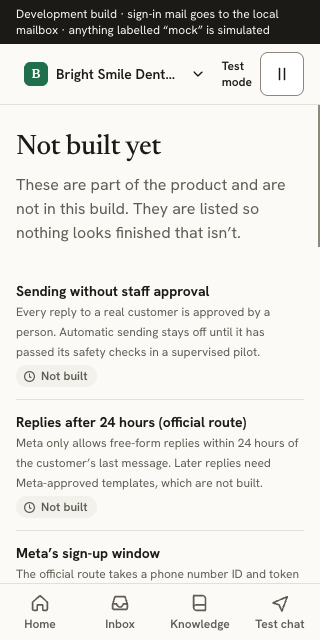 Development build · sign-in mail goes to the local
mailbox · anything labelled “mock” is simulated
B Bright Smile Dent... Test
mode
Not built yet
These are part of the product and are
not in this build. They are listed so
nothing looks finished that isn’t.
Sending without staff approval
Every reply to a real customer is approved by a
person. Automatic sending stays off until it has
passed its safety checks in a supervised pilot.
Not built
Replies after 24 hours (official route)
Meta only allows free-form replies within 24 hours of
the customer’s last message. Later replies need
Meta-approved templates, which are not built.
Not built
Meta’s sign-up window
The official route takes a phone number ID and token
Home Inbox Knowledge Test chat